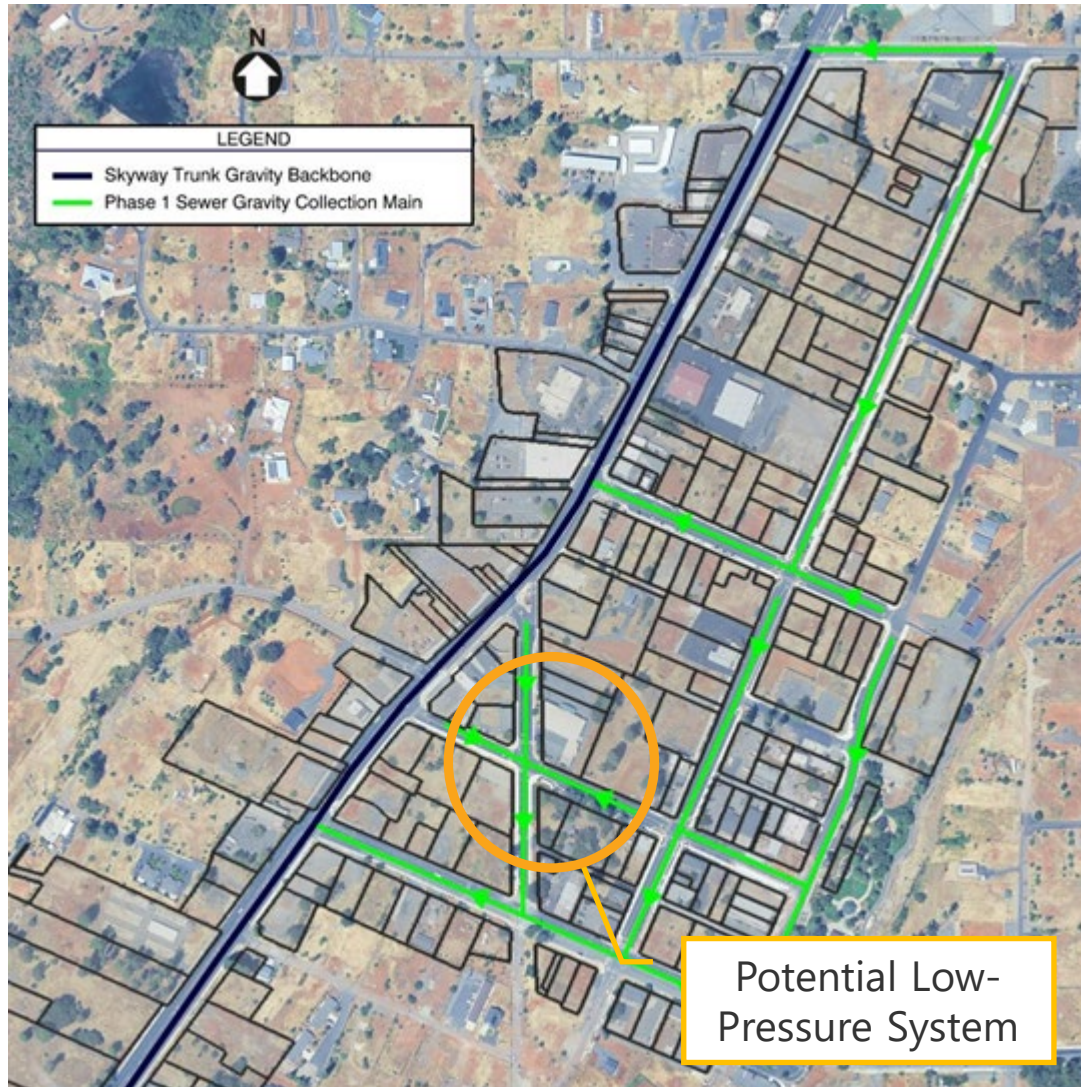 N
LEGEND
Skyway Trunk Gravity Backbone
Phase 1 Sewer Gravity Collection Main
Potential Low-
Pressure System